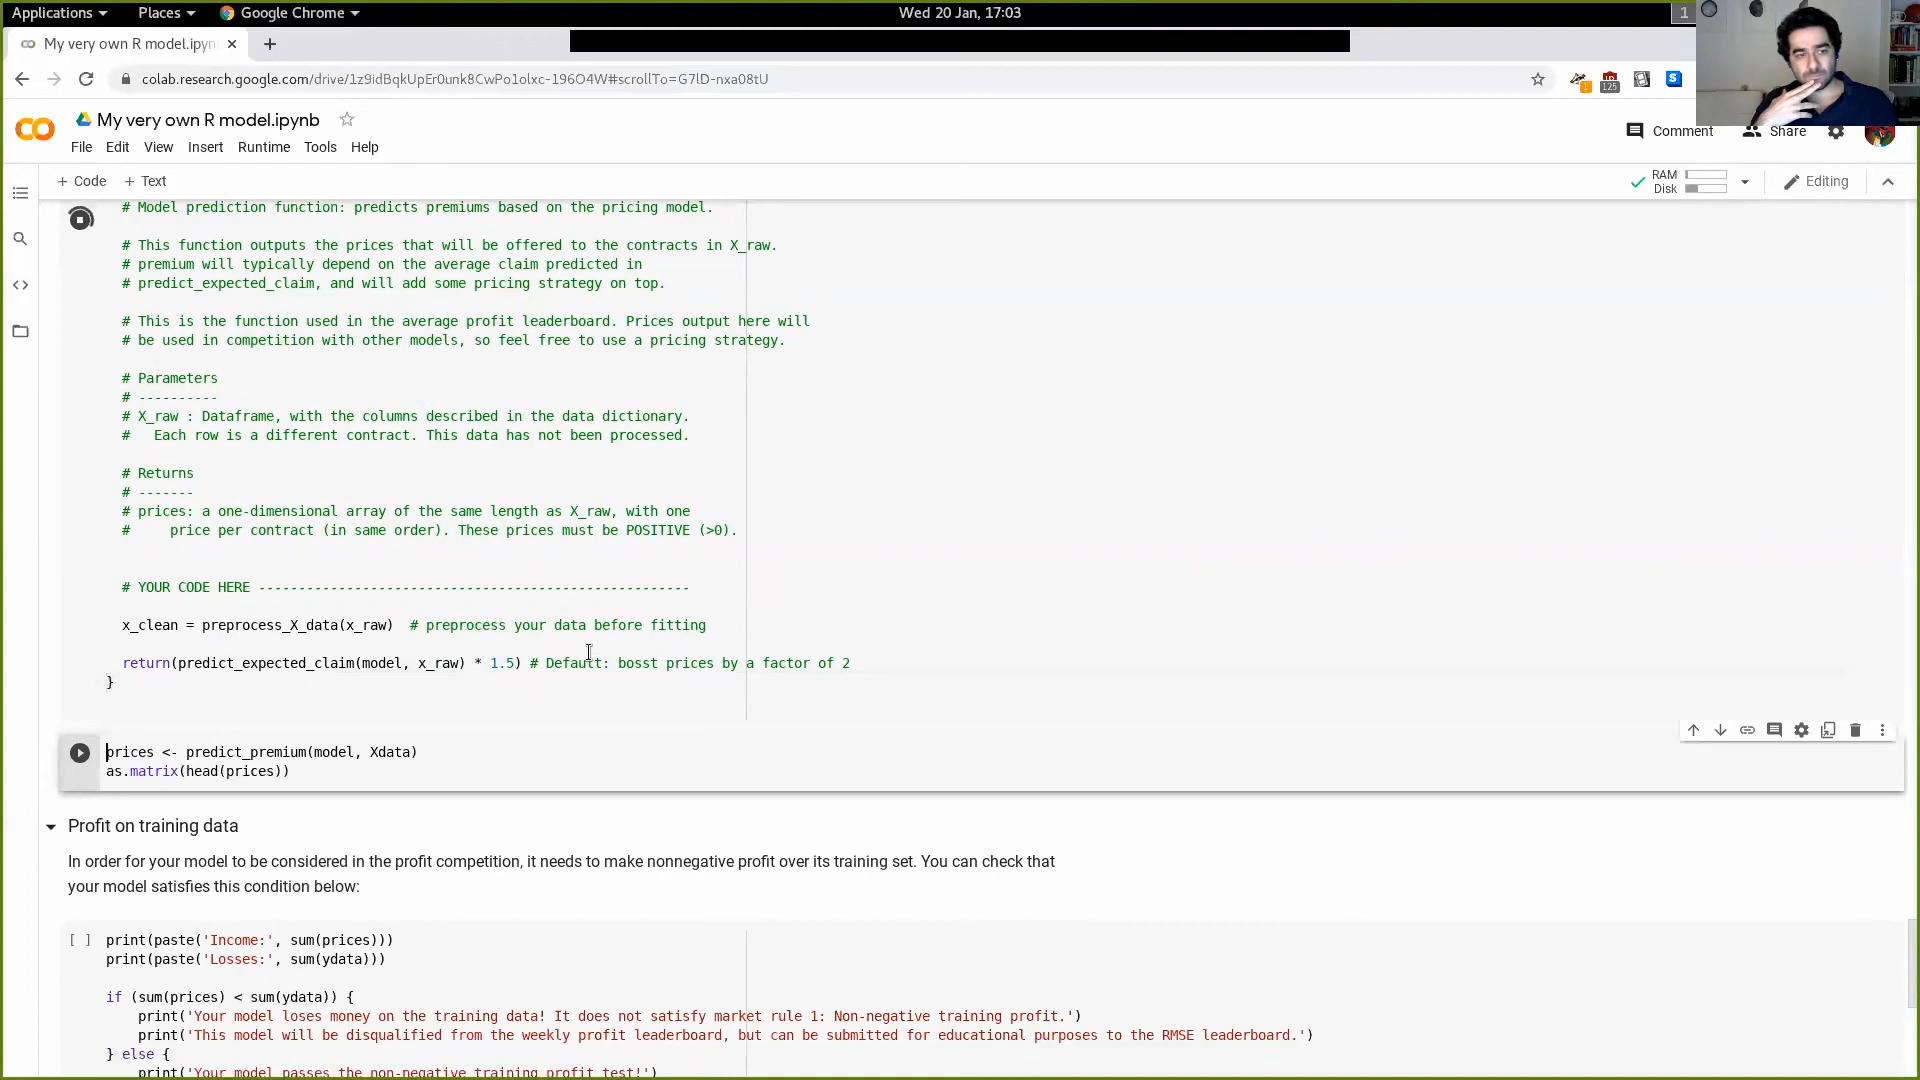 Applications Places Google Chrome Wed 20 Jan, 17:03 1
My very own R model.ipyn
colab.research.google.com/drive/1z9idBqkUpEr0unk8CwPo1olxc-196O4W#scrollTo=G7lD-nxa08tU 1 125 S
My very own R model.ipynb
Comment Share
File Edit View Insert Runtime Tools Help
+ Code + Text RAM Disk Editing
# Model prediction function: predicts premiums based on the pricing model.
# This function outputs the prices that will be offered to the contracts in X_raw.
# premium will typically depend on the average claim predicted in
# predict_expected_claim, and will add some pricing strategy on top.
# This is the function used in the average profit leaderboard. Prices output here will
# be used in competition with other models, so feel free to use a pricing strategy.
# Parameters
# ----------
# X_raw : Dataframe, with the columns described in the data dictionary.
#   Each row is a different contract. This data has not been processed.
# Returns
# -------
# prices: a one-dimensional array of the same length as X_raw, with one
#     price per contract (in same order). These prices must be POSITIVE (>0).
# YOUR CODE HERE ------------------------------------------------------
x_clean = preprocess_X_data(x_raw)  # preprocess your data before fitting
return(predict_expected_claim(model, x_raw) * 1.5) # Default: bosst prices by a factor of 2
}
prices <- predict_premium(model, Xdata)
as.matrix(head(prices))
Profit on training data
In order for your model to be considered in the profit competition, it needs to make nonnegative profit over its training set. You can check that
your model satisfies this condition below:
[ ] print(paste('Income:', sum(prices)))
print(paste('Losses:', sum(ydata)))
if (sum(prices) < sum(ydata)) {
print('Your model loses money on the training data! It does not satisfy market rule 1: Non-negative training profit.')
print('This model will be disqualified from the weekly profit leaderboard, but can be submitted for educational purposes to the RMSE leaderboard.')
} else {
print('Your model passes the non-negative training profit test!')